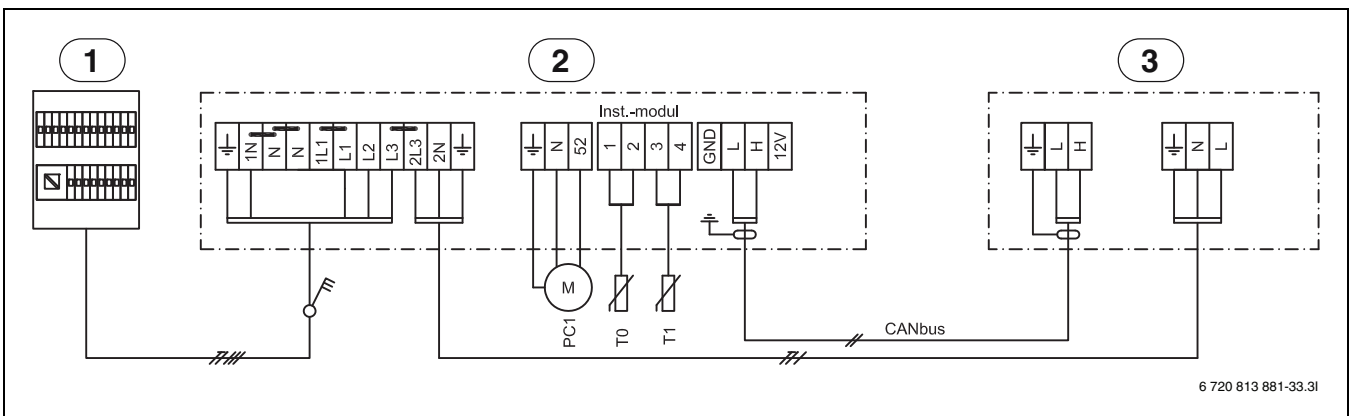 1
2
3
Inst.-modul
1N
N
N
1L1
L1
L2
L3
2L3
2N
N
52
1
2
3
4
GND
L
H
12V
L
H
N
L
M
PC1
T0
T1
CANbus
6 720 813 881-33.3I